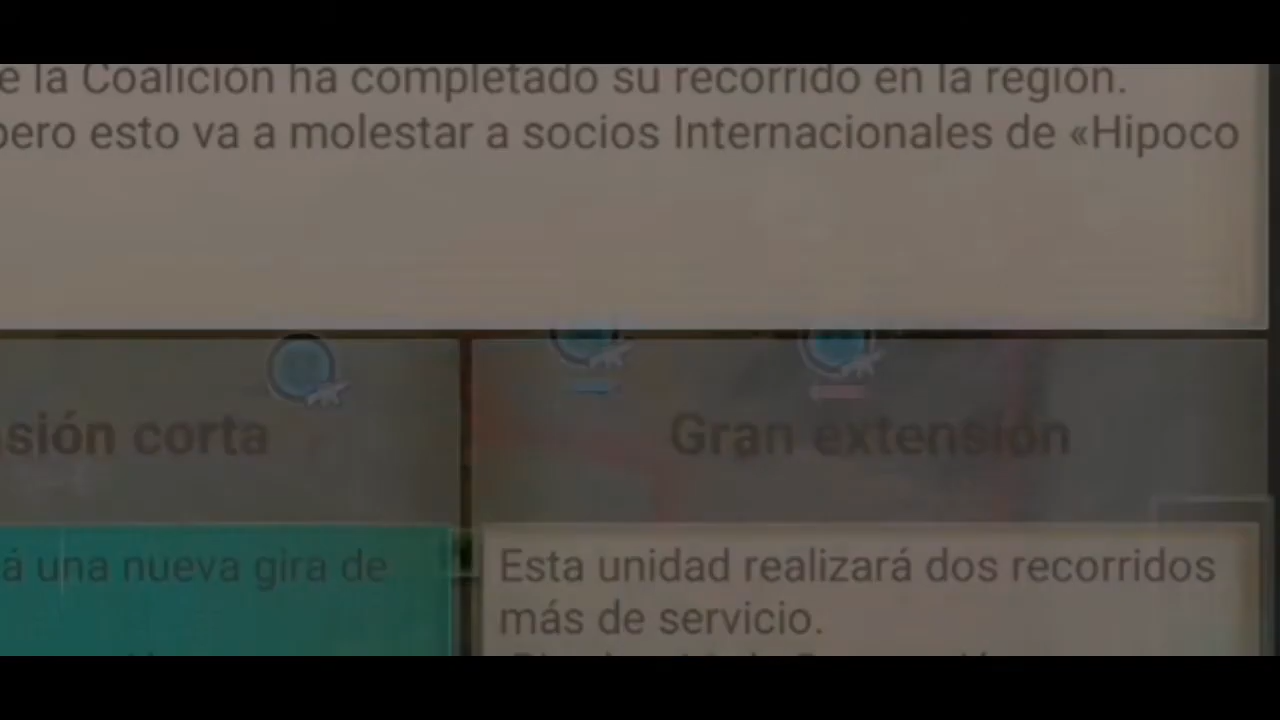 e la Coalición ha completado su recorrido en la región.
pero esto va a molestar a socios Internacionales de «Hipoco
sión corta
Gran extensión
á una nueva gira de
Esta unidad realizará dos recorridos
más de servicio.